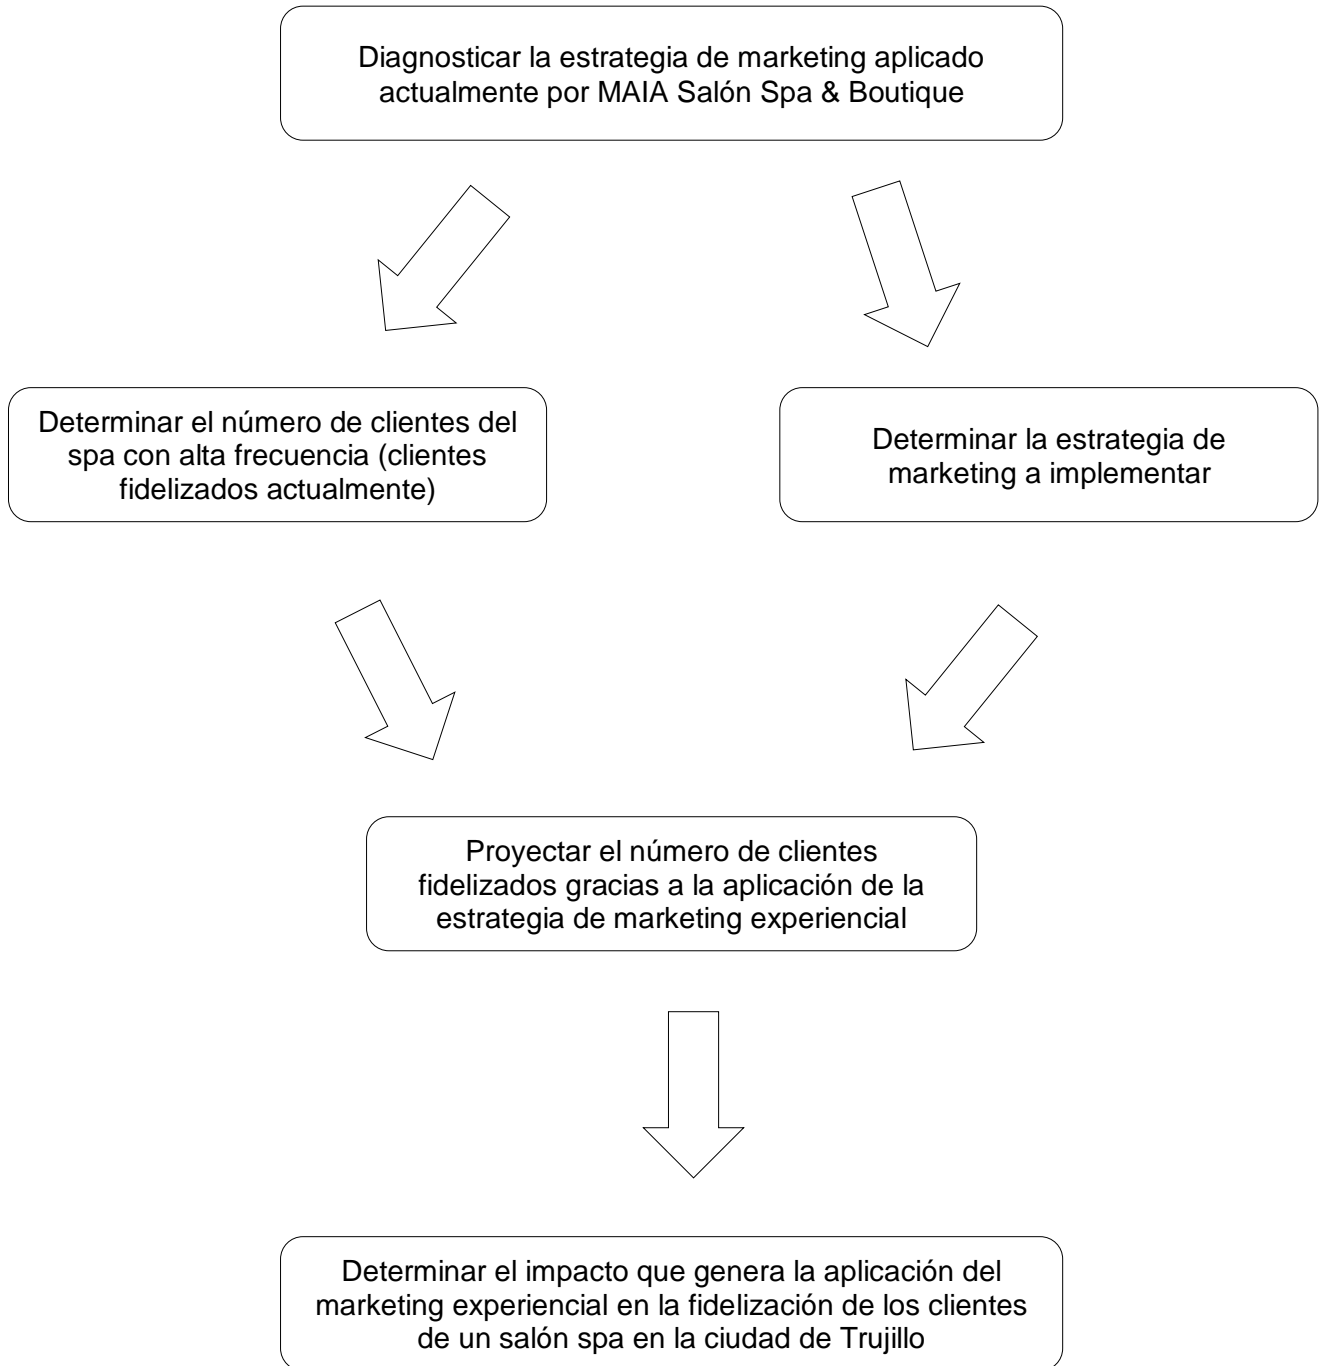 Diagnosticar la estrategia de marketing aplicado
actualmente por MAIA Salón Spa & Boutique
Determinar el número de clientes del
spa con alta frecuencia (clientes
fidelizados actualmente)
Determinar la estrategia de
marketing a implementar
Proyectar el número de clientes
fidelizados gracias a la aplicación de la
estrategia de marketing experiencial
Determinar el impacto que genera la aplicación del
marketing experiencial en la fidelización de los clientes
de un salón spa en la ciudad de Trujillo